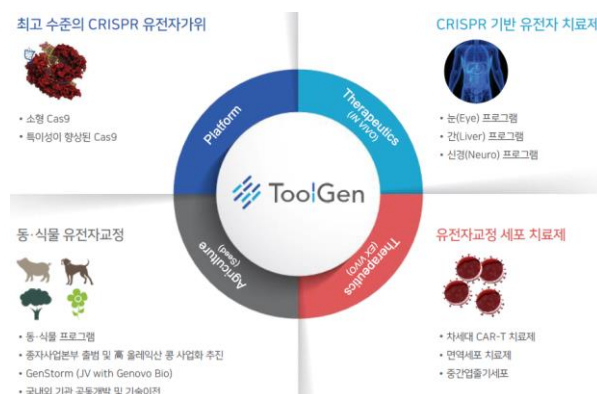 최고 수준의 CRISPR 유전자가위
• 소형 Cas9
• 특이성이 향상된 Cas9
CRISPR 기반 유전자 치료제
• 눈(Eye) 프로그램
• 간(Liver) 프로그램
• 신경(Neuro) 프로그램
Platform
Therapeutics
(IN VIVO)
ToolGen
Agriculture
(Seed)
Therapeutics
(EX VIVO)
동·식물 유전자교정
• 동·식물 프로그램
• 종자사업본부 출범 및 高 올레익산 콩 사업화 추진
• GenStorm (JV with Genovo Bio)
• 국내외 기관 공동개발 및 기술이전
유전자교정 세포 치료제
• 차세대 CAR-T 치료제
• 면역세포 치료제
• 중간엽줄기세포